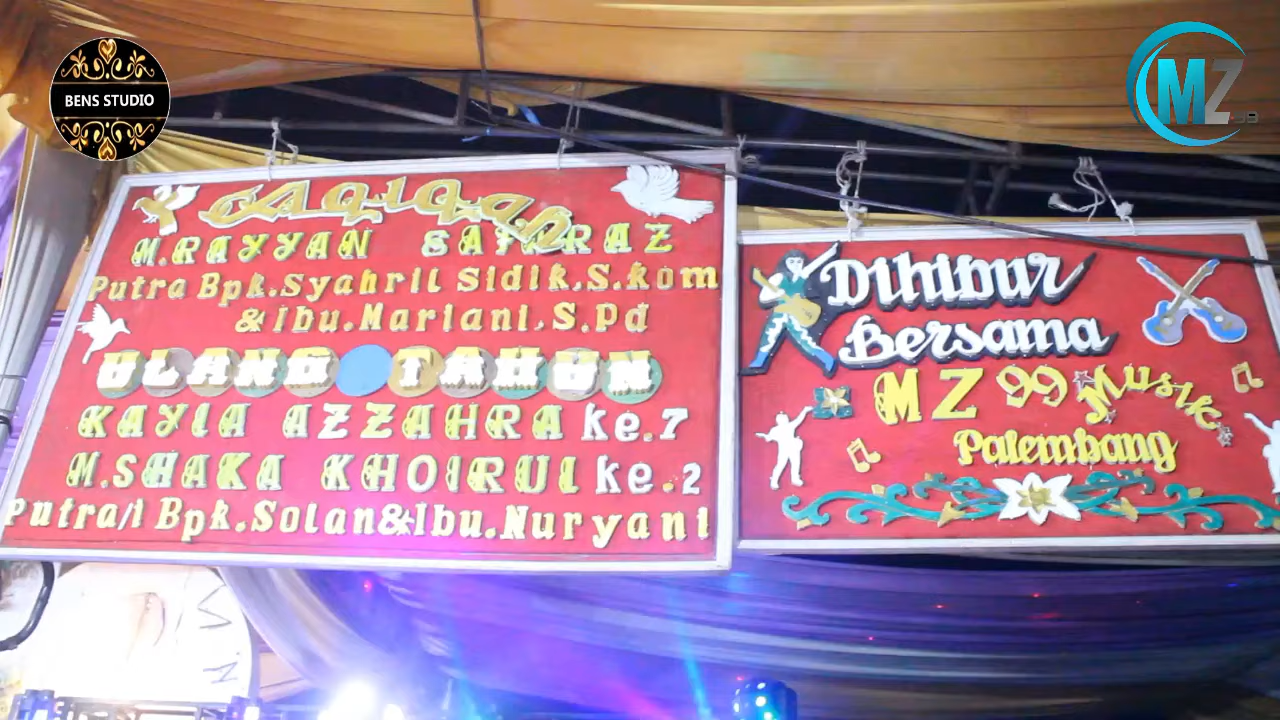 BENS STUDIO
MZ
AQIQAH
M.RAYYAN SAFRAZ
Putra Bpk.Syahril Sidik,S.kom
& Ibu.Mariani,S.Pd
ULANG TAHUN
KAYLA AZZAHRA ke.7
M.SHAKA KHOIRUL ke.2
Putra/i Bpk.Solan&Ibu.Nuryani
Dihibur
Bersama
MZ 99 Musik
Palembang